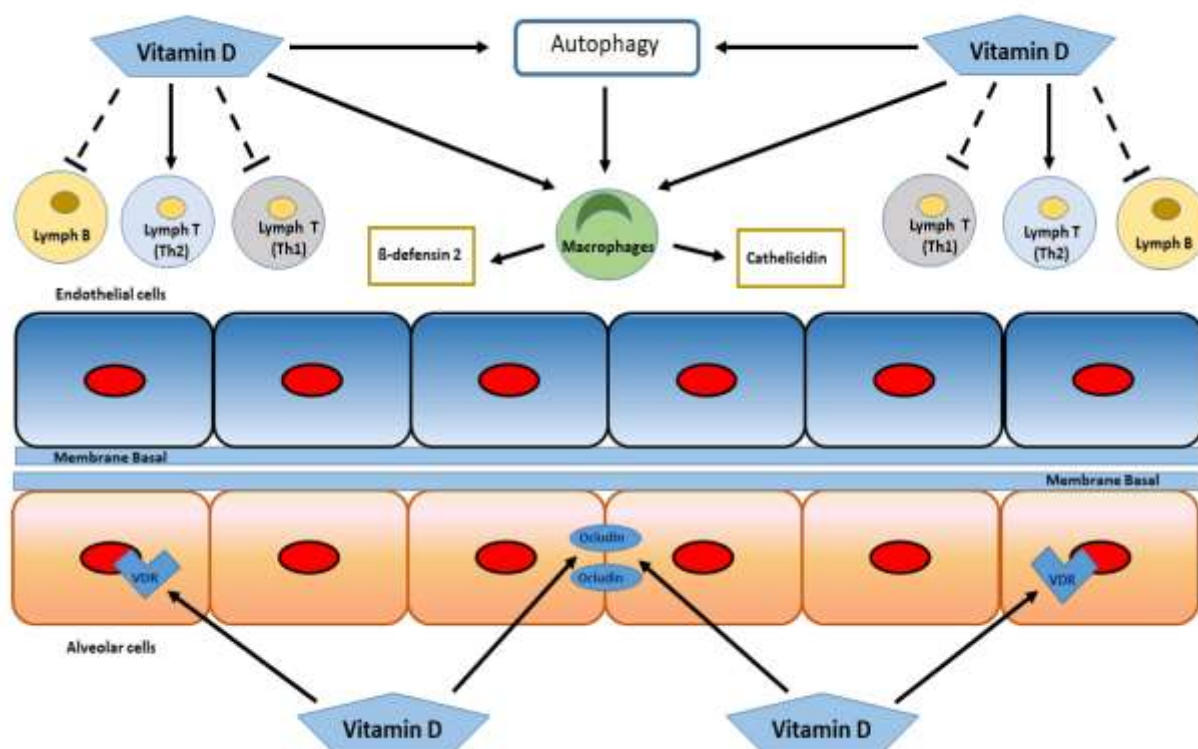 Vitamin D
Autophagy
Vitamin D
Lymph B
Lymph T
(Th2)
Lymph T
(Th1)
ß-defensin 2
Macrophages
Cathelicidin
Lymph T
(Th1)
Lymph T
(Th2)
Lymph B
Endothelial cells
Membrane Basal
Membrane Basal
VDR
Ocludin
Ocludin
VDR
Alveolar cells
Vitamin D
Vitamin D